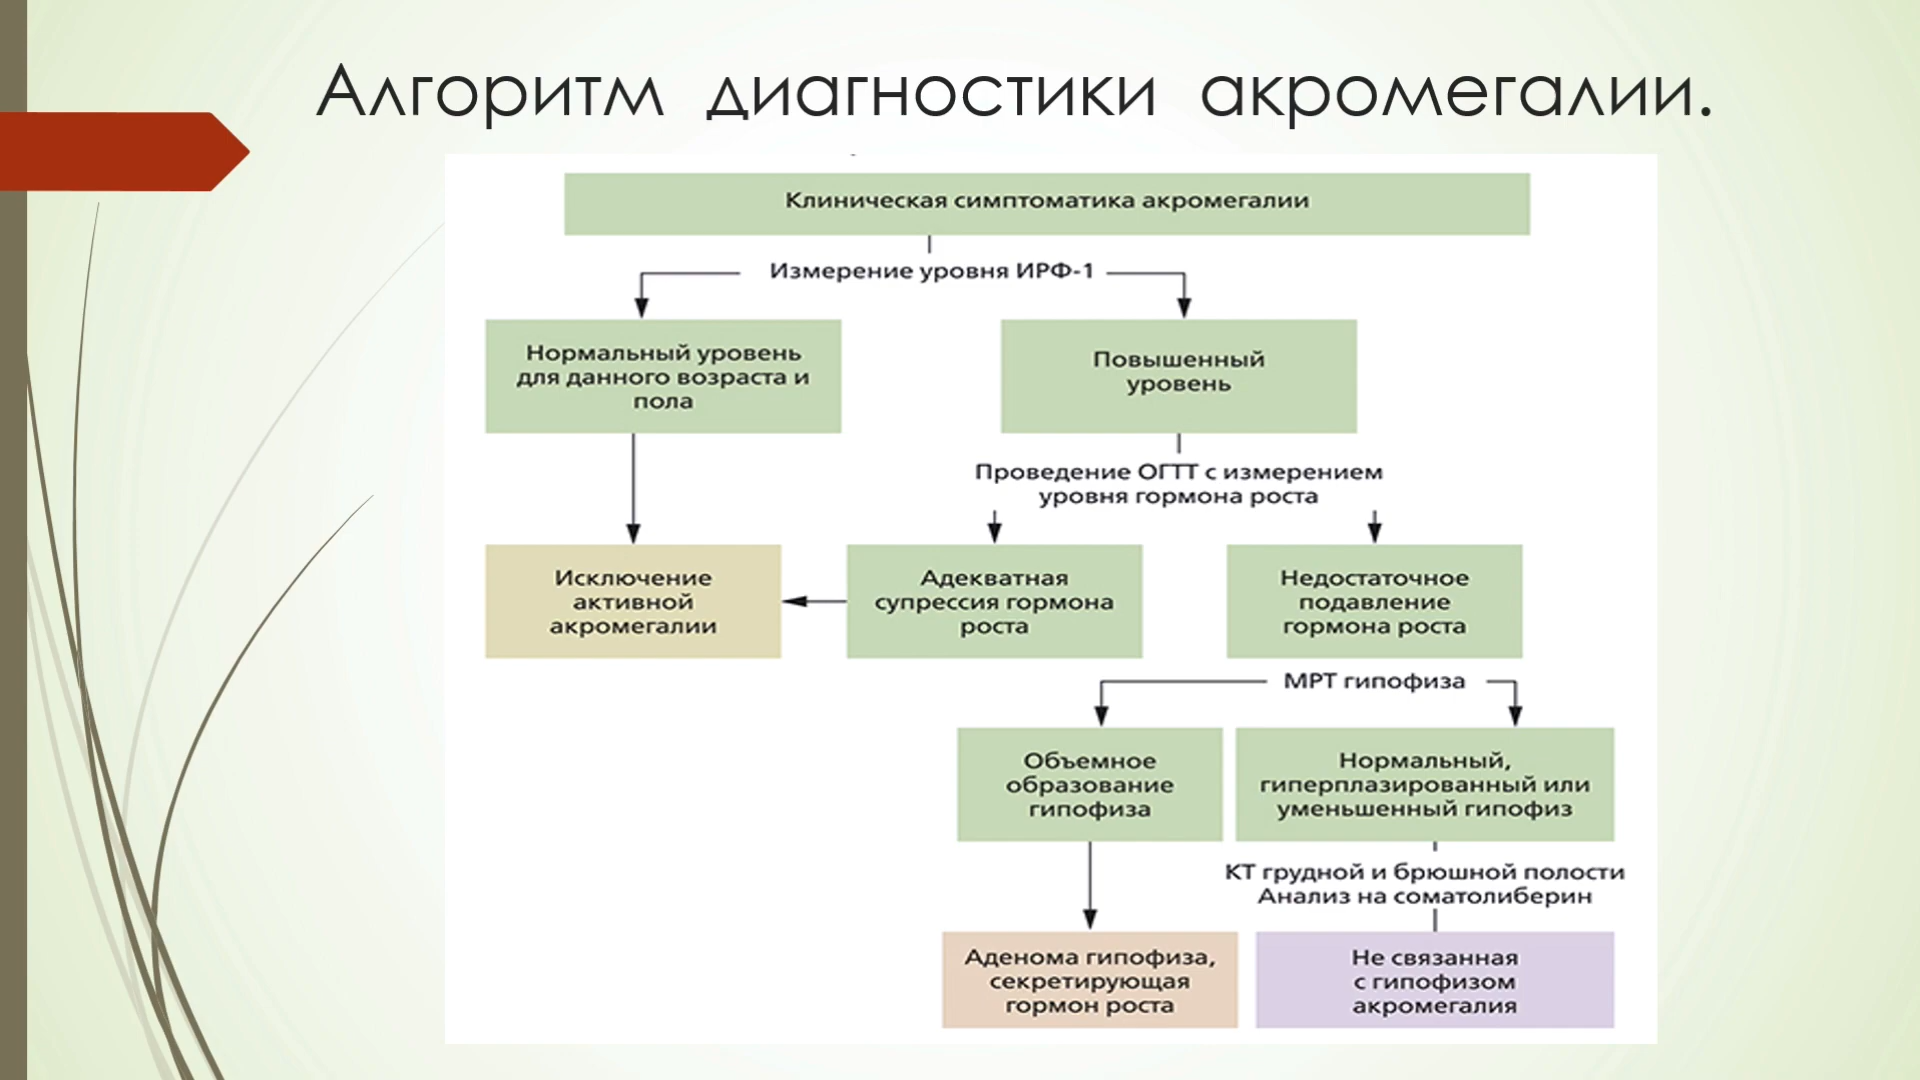 Алгоритм диагностики акромегалии.
Клиническая симптоматика акромегалии
Измерение уровня ИРФ-1
Нормальный уровень
для данного возраста и
пола
Повышенный
уровень
Проведение ОГТТ с измерением
уровня гормона роста
Исключение
активной
акромегалии
Адекватная
супрессия гормона
роста
Недостаточное
подавление
гормона роста
МРТ гипофиза
Объемное
образование
гипофиза
Нормальный,
гиперплазированный или
уменьшенный гипофиз
КТ грудной и брюшной полости
Анализ на соматолиберин
Аденома гипофиза,
секретирующая
гормон роста
Не связанная
с гипофизом
акромегалия